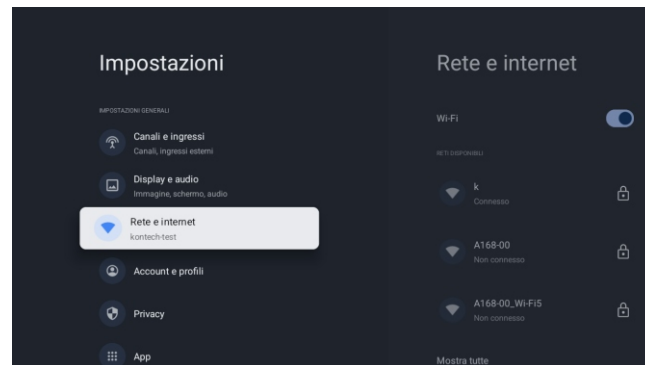 Impostazioni
IMPOSTAZIONI GENERALI
Canali e ingressi
Canali, ingressi esterni
Display e audio
Immagine, schermo, audio
Rete e internet
kontech-test
Account e profili
Privacy
App
Rete e internet
Wi-Fi
RETI DISPONIBILI
k
Connesso
A168-00
Non connesso
A168-00_Wi-Fi5
Non connesso
Mostra tutte